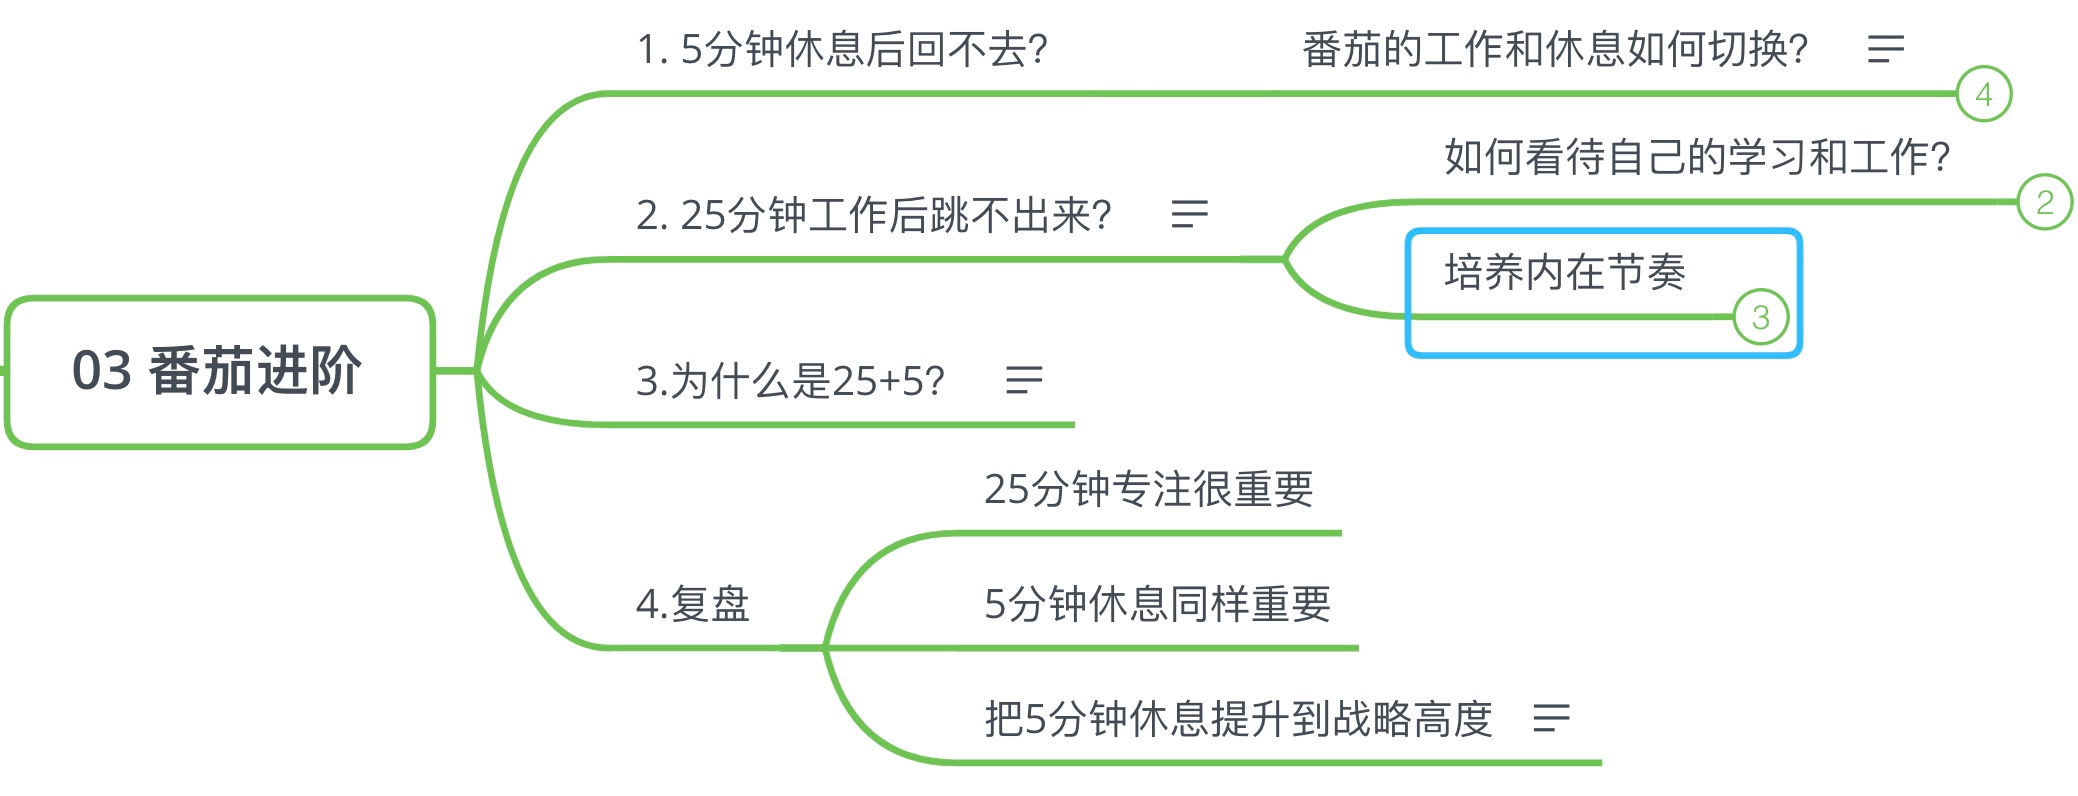 03 番茄进阶
1. 5分钟休息后回不去?
番茄的工作和休息如何切换?
4
2. 25分钟工作后跳不出来?
如何看待自己的学习和工作?
2
培养内在节奏
3
3.为什么是25+5?
4.复盘
25分钟专注很重要
5分钟休息同样重要
把5分钟休息提升到战略高度